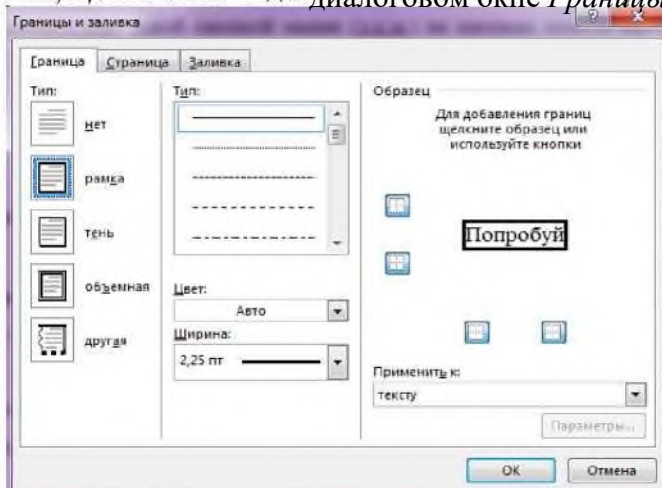 диалоговом окне Границы
Границы и заливка
Граница Страница Заливка
Тип:
нет
рамка
тень
объемная
другая
Тип:
Цвет:
Авто
Ширина:
2,25 пт
Образец
Для добавления границ
щелкните образец или
используйте кнопки
Попробуй
Применить к:
тексту
Параметры...
ОК Отмена